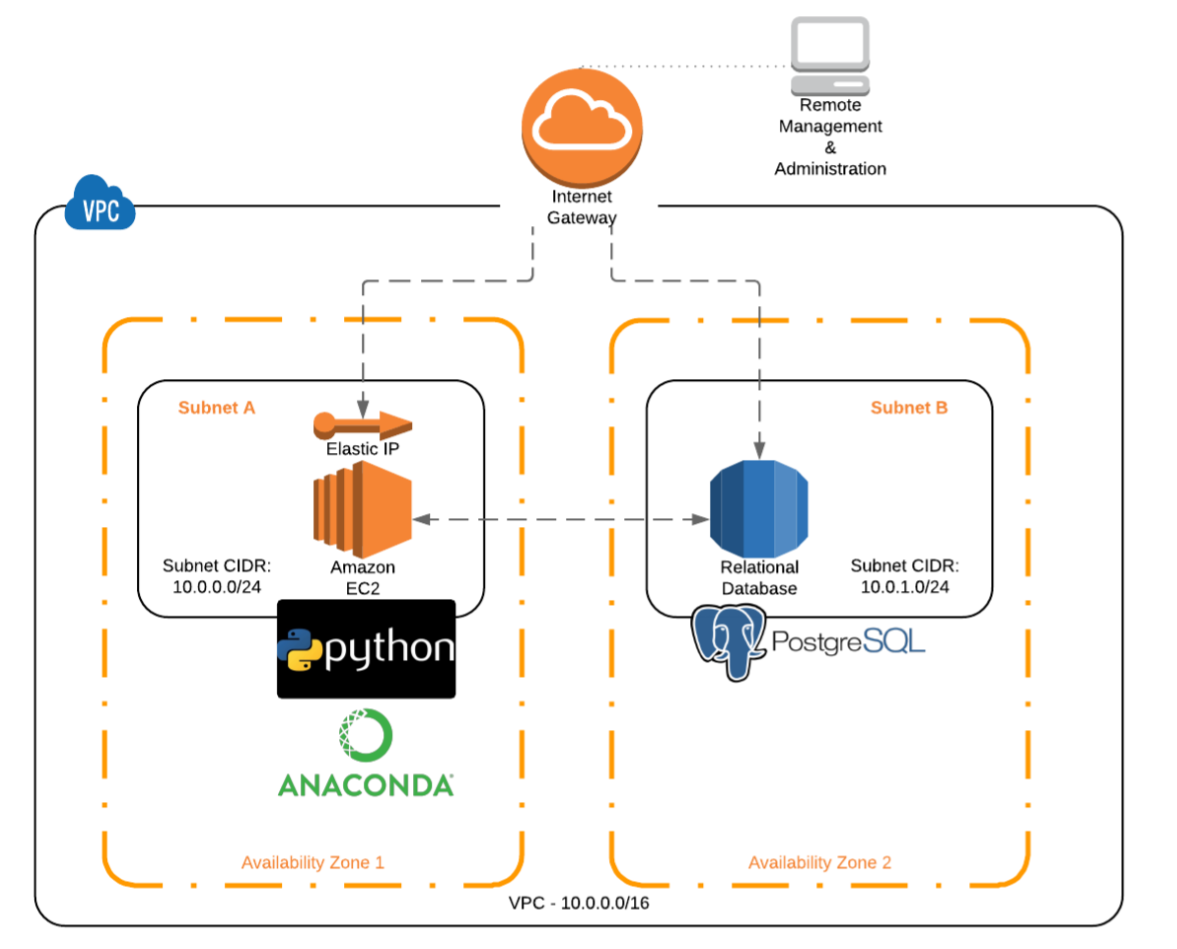 Remote
Management
&
Administration
Internet
Gateway
VPC
Subnet A
Subnet B
Elastic IP
Subnet CIDR:
10.0.0.0/24
Amazon
EC2
Relational
Database
Subnet CIDR:
10.0.1.0/24
python
PostgreSQL
ANACONDA
Availability Zone 1
Availability Zone 2
VPC - 10.0.0.0/16